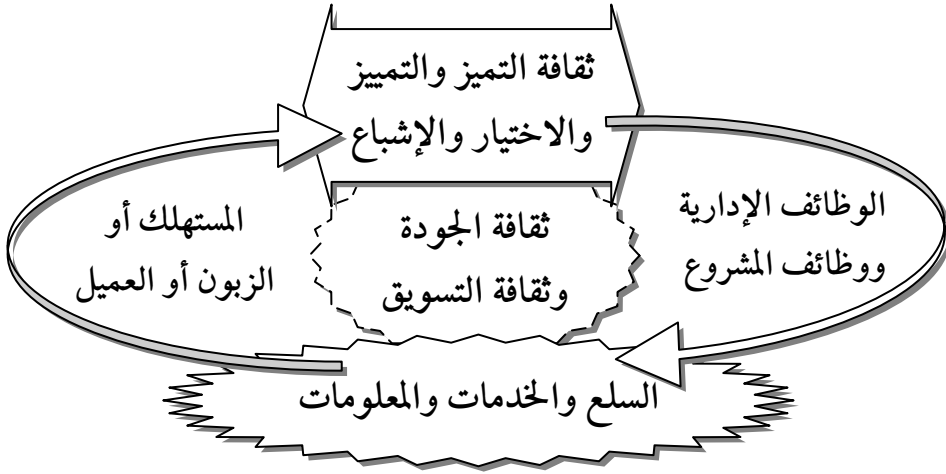 ثقافة التميز والتمييز
والاختيار والإشباع
الوظائف الإدارية
ووظائف المشروع
ثقافة الجودة
وثقافة التسويق
المستهلك أو
الزبون أو العميل
السلع والخدمات والمعلومات